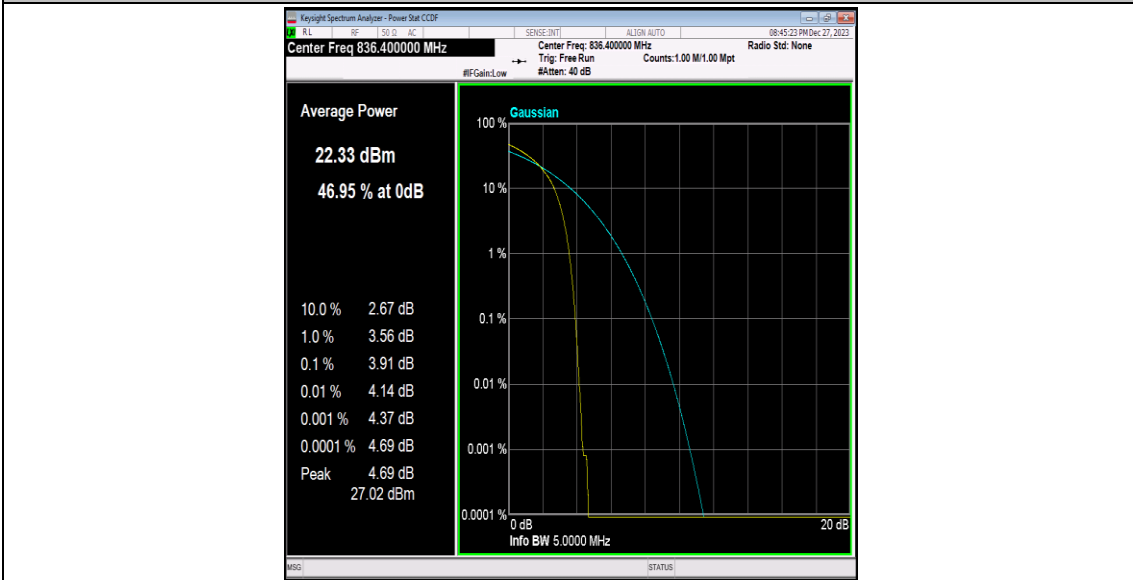 Keysight Spectrum Analyzer - Power Stat CCDF
LXI RL RF 50 Ω AC SENSE:INT ALIGN AUTO 08:45:23 PM Dec 27, 2023
Center Freq 836.400000 MHz
Center Freq: 836.400000 MHz Radio Std: None
Trig: Free Run Counts:1.00 M/1.00 Mpt
#IFGain:Low #Atten: 40 dB
Average Power
22.33 dBm
46.95 % at 0dB
10.0 % 2.67 dB
1.0 % 3.56 dB
0.1 % 3.91 dB
0.01 % 4.14 dB
0.001 % 4.37 dB
0.0001 % 4.69 dB
Peak 4.69 dB
27.02 dBm
Gaussian
100 %
10 %
1 %
0.1 %
0.01 %
0.001 %
0.0001 %
0 dB 20 dB
Info BW 5.0000 MHz
MSG STATUS